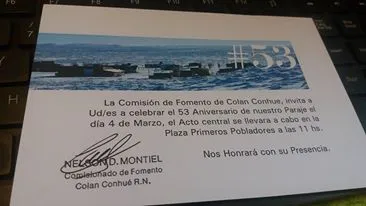 #53
La Comisión de Fomento de Colan Conhue, invita a
Ud/es a celebrar el 53 Aniversario de nuestro Paraje el
día 4 de Marzo, el Acto central se llevara a cabo en la
Plaza Primeros Pobladores a las 11 hs.
Nos Honrará con su Presencia.
NELSON D. MONTIEL
Comisionado de Fomento
Colan Conhué R.N.